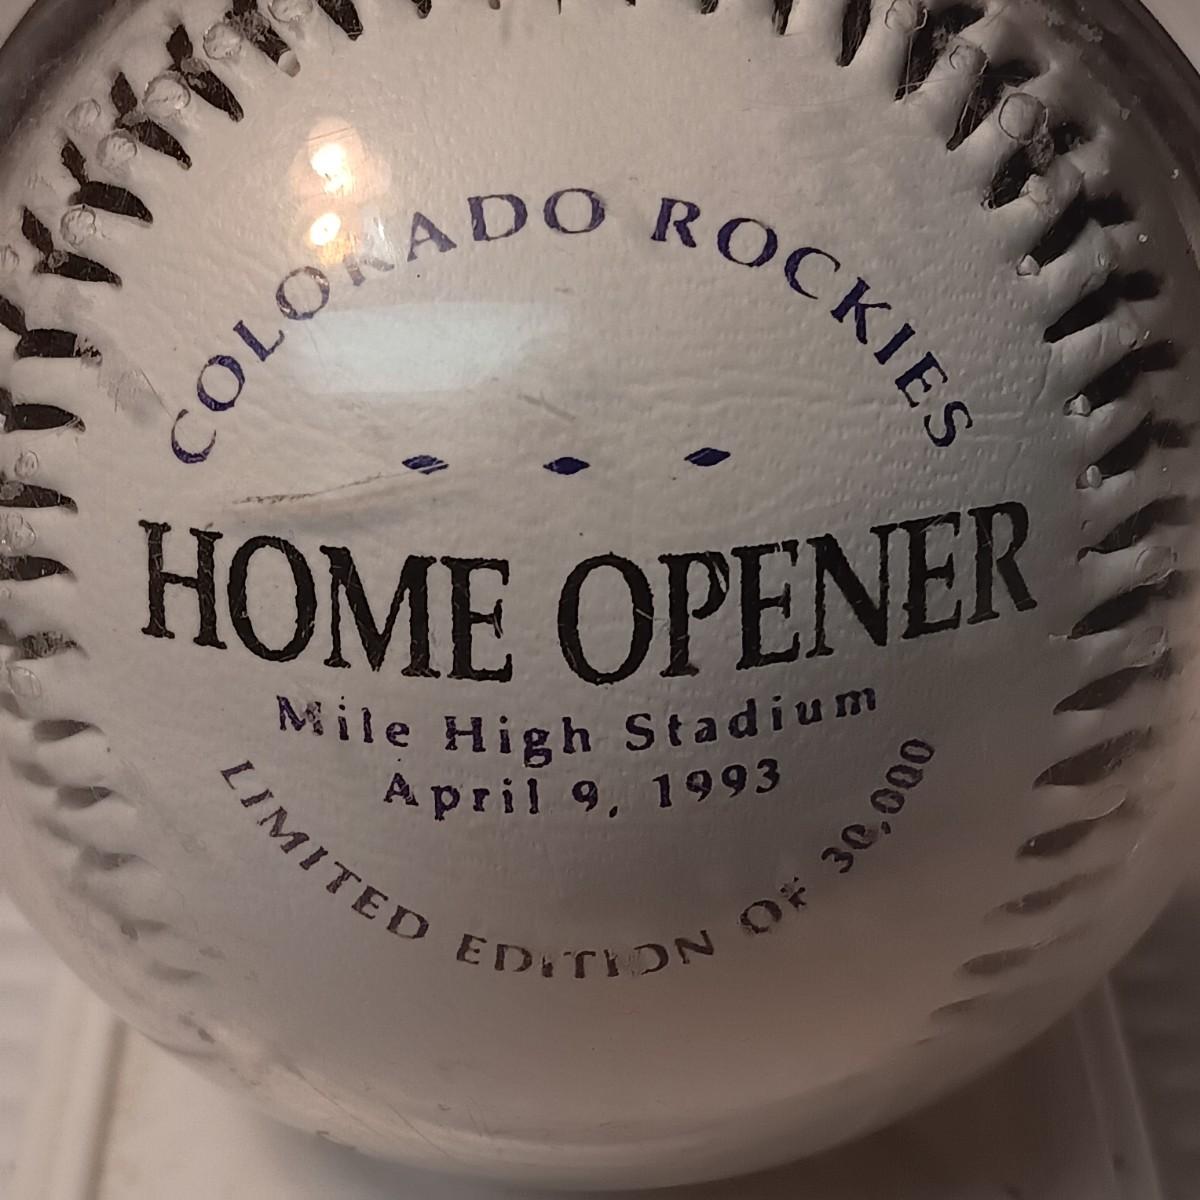 COLORADO ROCKIES
HOME OPENER
Mile High Stadium
April 9, 1993
LIMITED EDITION OF 30,000